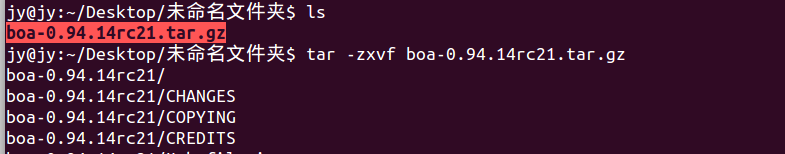 jy@jy:~/Desktop/未命名文件夹$ ls
boa-0.94.14rc21.tar.gz
jy@jy:~/Desktop/未命名文件夹$ tar -zxvf boa-0.94.14rc21.tar.gz
boa-0.94.14rc21/
boa-0.94.14rc21/CHANGES
boa-0.94.14rc21/COPYING
boa-0.94.14rc21/CREDITS